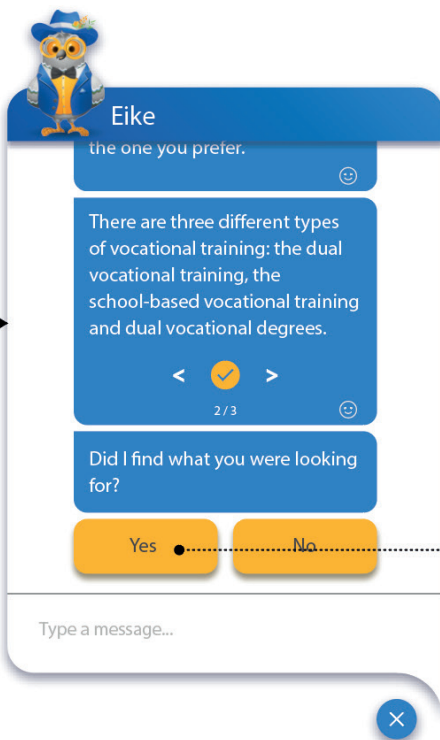 Eike
the one you prefer.
There are three different types
of vocational training: the dual
vocational training, the
school-based vocational training
and dual vocational degrees.
< >
2/3
Did I find what you were looking
for?
Yes
No
Type a message...